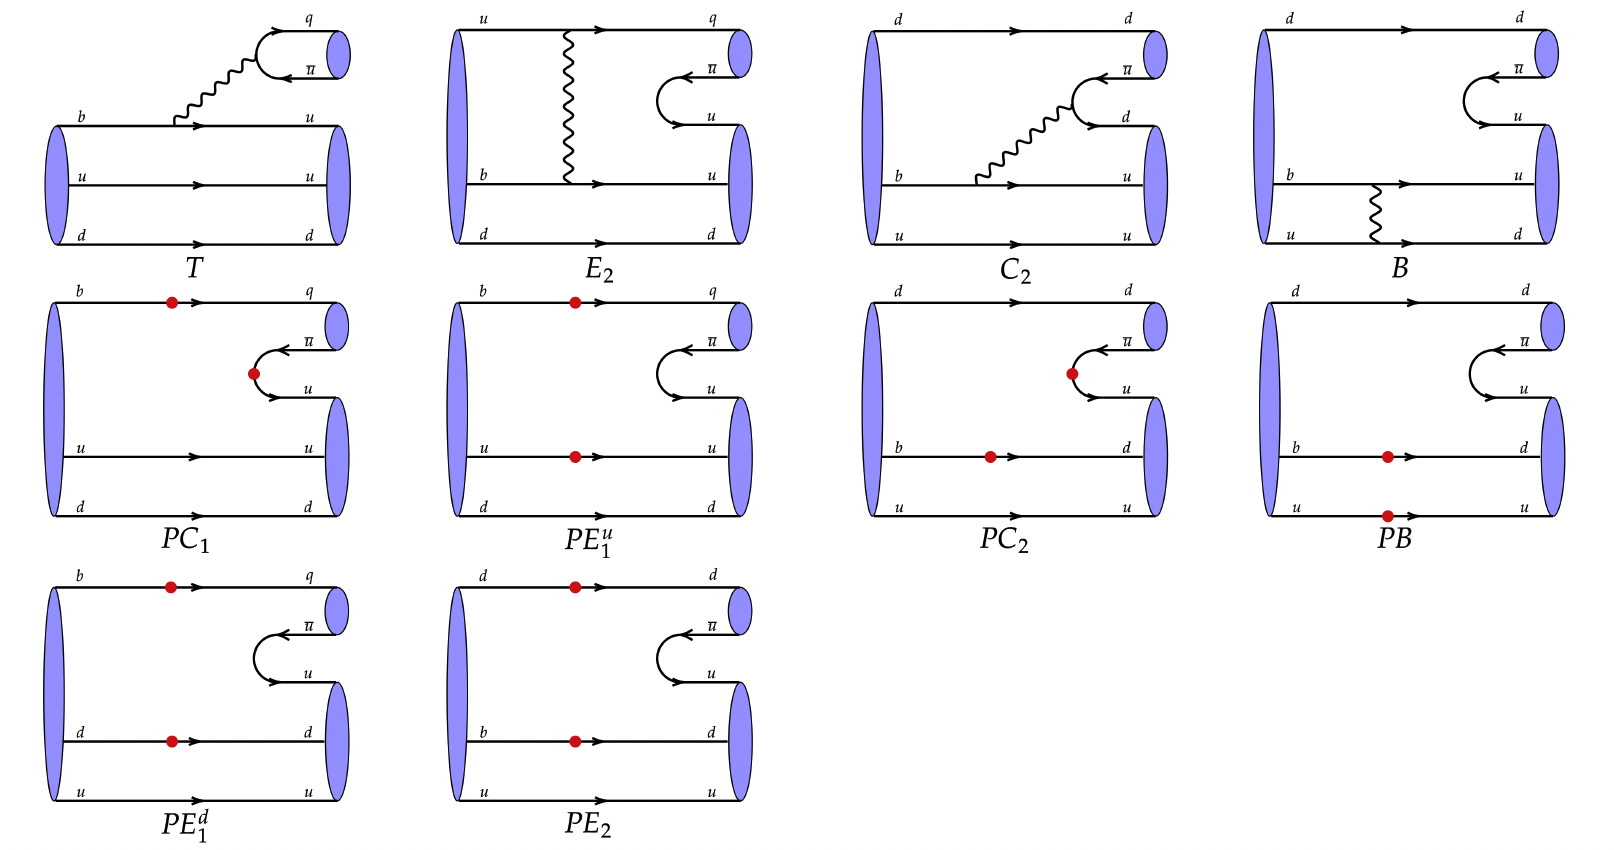 q
u̅
b u
u u
d d
T
u q
u̅
u
b u
d d
E₂
d d
u̅
d
b u
u u
C₂
d d
u̅
u
b u
u d
B
b q
u̅
u
u u
d d
PC₁
b q
u̅
u
u u
d d
PE₁ᵘ
d d
u̅
u
b d
u u
PC₂
d d
u̅
u
b d
u u
PB
b q
u̅
u
d d
u u
PE₁ᵈ
d d
u̅
u
b d
u u
PE₂